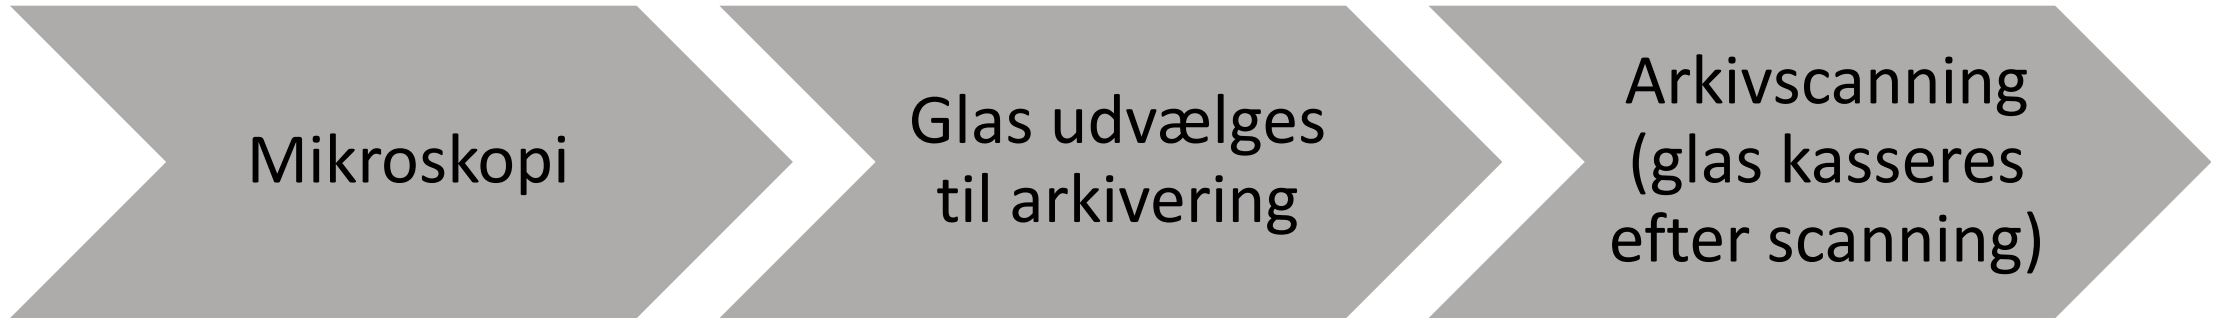 Mikroskopi
Glas udvælges
til arkivering
Arkivscanning
(glas kasseres
efter scanning)